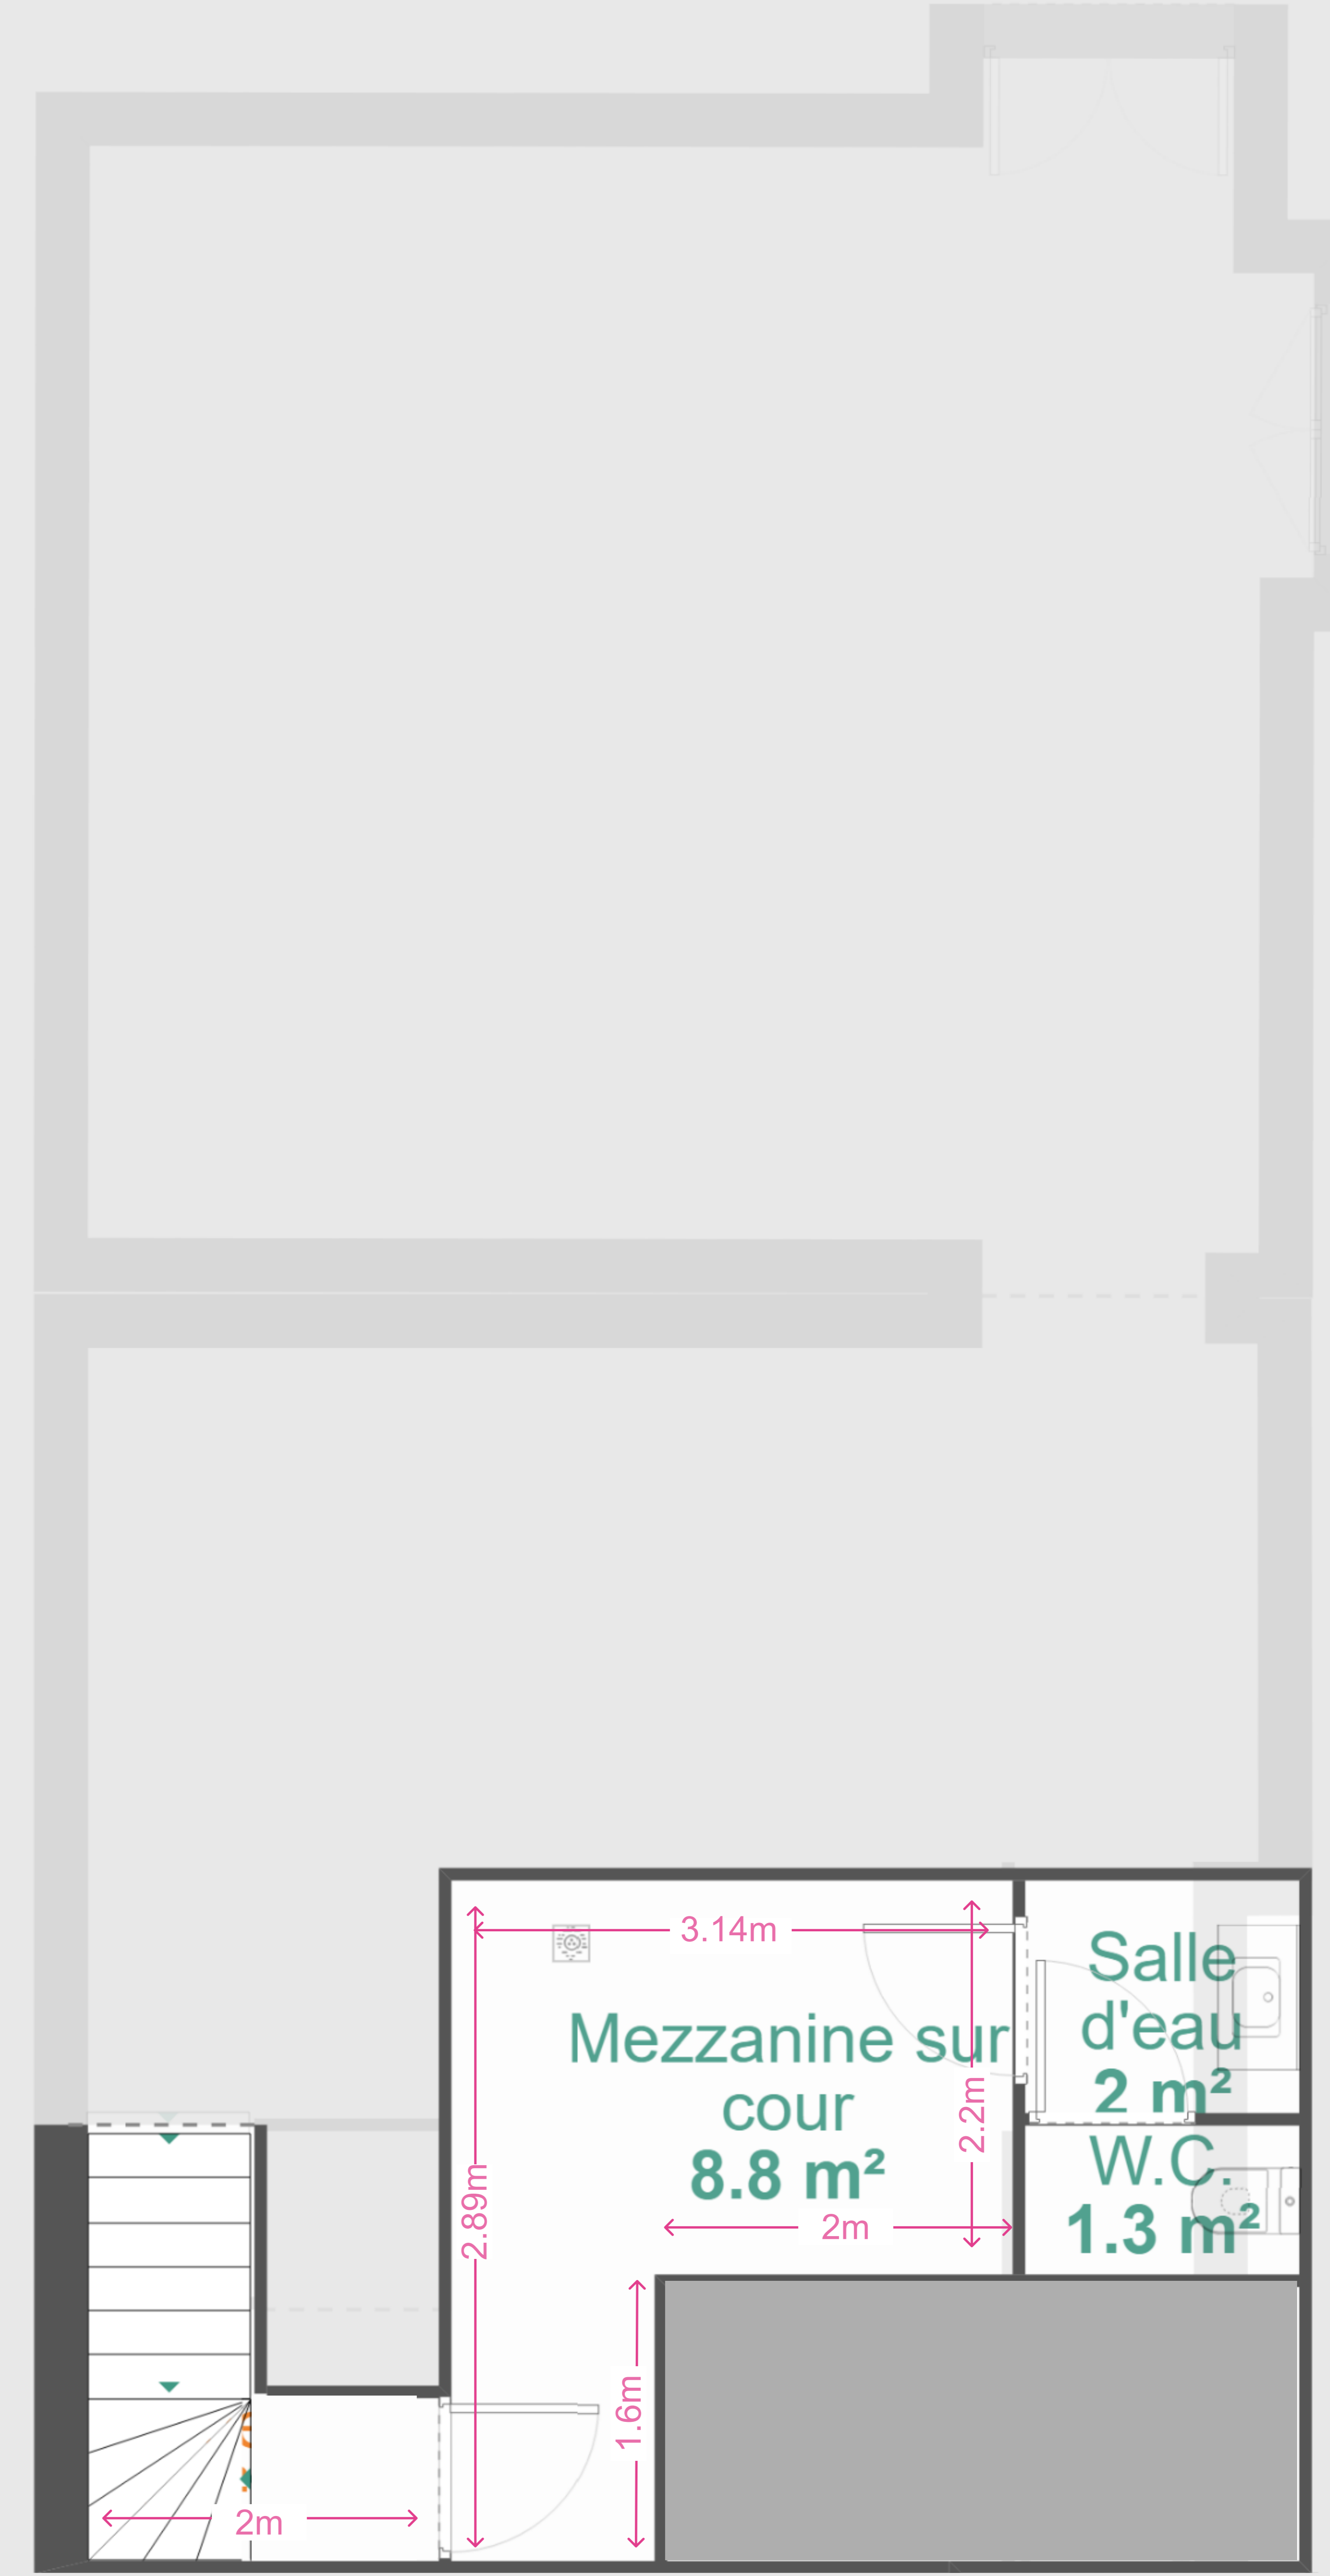 3.14m
Salle
d'eau
2 m²
Mezzanine sur
cour
8.8 m²
2.2m
W.C.
1.3 m²
2.89m
2m
1.6m
2m